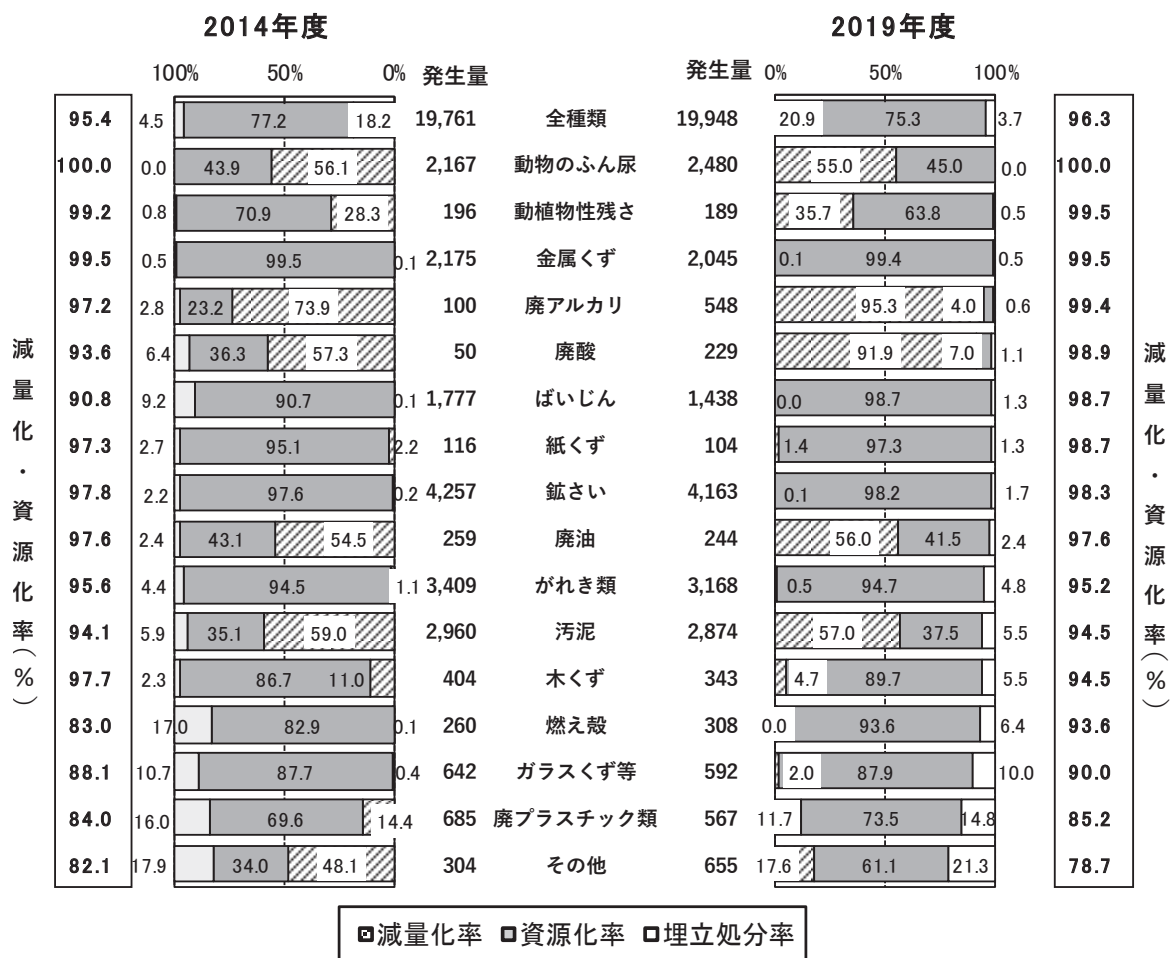 2014年度 2019年度
100% 50% 0% 発生量 発生量 0% 50% 100%
95.4 4.5 77.2 18.2 19,761 全種類 19,948 20.9 75.3 3.7 96.3
100.0 0.0 43.9 56.1 2,167 動物のふん尿 2,480 55.0 45.0 0.0 100.0
99.2 0.8 70.9 28.3 196 動植物性残さ 189 35.7 63.8 0.5 99.5
99.5 0.5 99.5 0.1 2,175 金属くず 2,045 0.1 99.4 0.5 99.5
97.2 2.8 23.2 73.9 100 廃アルカリ 548 95.3 4.0 0.6 99.4
93.6 6.4 36.3 57.3 50 廃酸 229 91.9 7.0 1.1 98.9
90.8 9.2 90.7 0.1 1,777 ばいじん 1,438 0.0 98.7 1.3 98.7
97.3 2.7 95.1 2.2 116 紙くず 104 1.4 97.3 1.3 98.7
97.8 2.2 97.6 0.2 4,257 鉱さい 4,163 0.1 98.2 1.7 98.3
97.6 2.4 43.1 54.5 259 廃油 244 56.0 41.5 2.4 97.6
95.6 4.4 94.5 1.1 3,409 がれき類 3,168 0.5 94.7 4.8 95.2
94.1 5.9 35.1 59.0 2,960 汚泥 2,874 57.0 37.5 5.5 94.5
97.7 2.3 86.7 11.0 404 木くず 343 4.7 89.7 5.5 94.5
83.0 17.0 82.9 0.1 260 燃え殻 308 0.0 93.6 6.4 93.6
88.1 10.7 87.7 0.4 642 ガラスくず等 592 2.0 87.9 10.0 90.0
84.0 16.0 69.6 14.4 685 廃プラスチック類 567 11.7 73.5 14.8 85.2
82.1 17.9 34.0 48.1 304 その他 655 17.6 61.1 21.3 78.7
減量化・資源化率(%)
減量化・資源化率(%)
減量化率 資源化率 埋立処分率